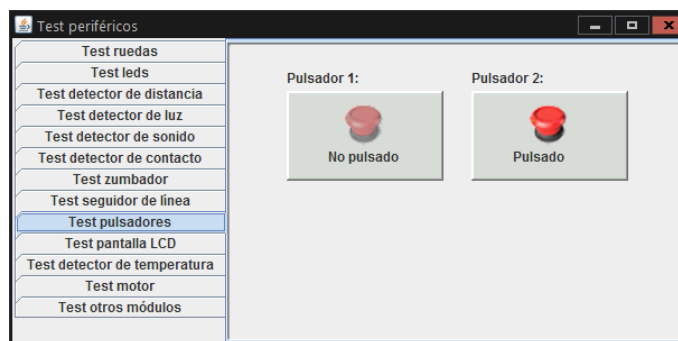 Test periféricos
Test ruedas
Test leds
Test detector de distancia
Test detector de luz
Test detector de sonido
Test detector de contacto
Test zumbador
Test seguidor de línea
Test pulsadores
Test pantalla LCD
Test detector de temperatura
Test motor
Test otros módulos
Pulsador 1:
No pulsado
Pulsador 2:
Pulsado